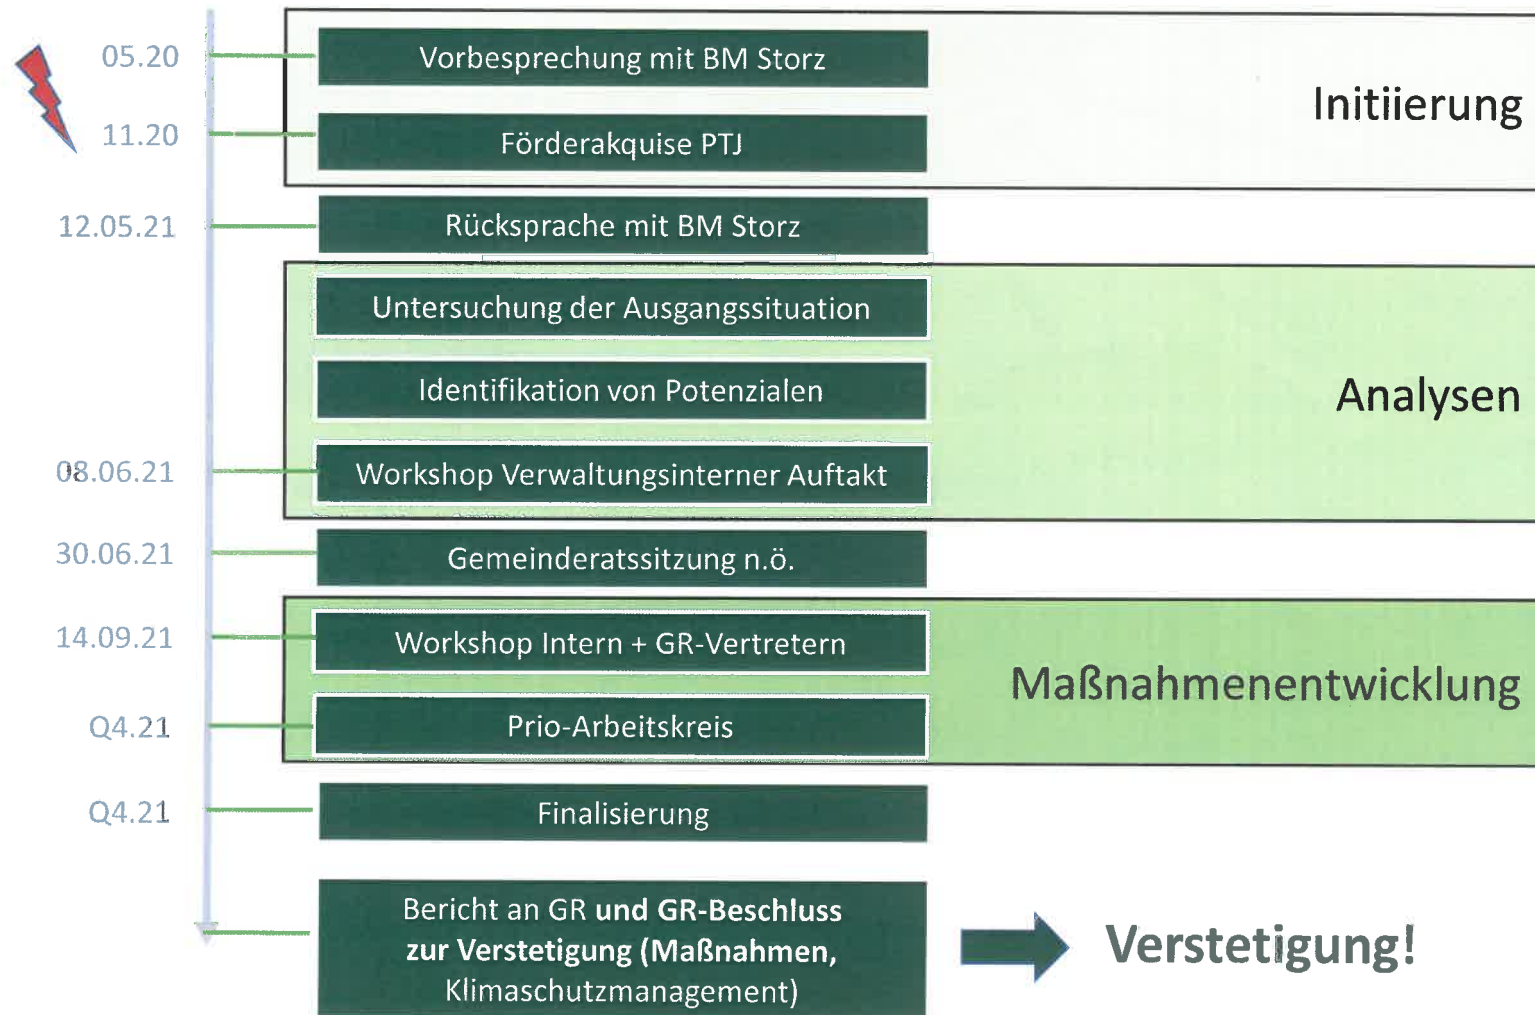 05.20
Vorbesprechung mit BM Storz
Initiierung
11.20
Förderakquise PTJ
12.05.21
Rücksprache mit BM Storz
Untersuchung der Ausgangssituation
Identifikation von Potenzialen
Analysen
08.06.21
Workshop Verwaltungsinterner Auftakt
30.06.21
Gemeinderatssitzung n.ö.
14.09.21
Workshop Intern + GR-Vertretern
Maßnahmenentwicklung
Q4.21
Prio-Arbeitskreis
Q4.21
Finalisierung
Bericht an GR und GR-Beschluss
zur Verstetigung (Maßnahmen,
Klimaschutzmanagement)
Verstetigung!